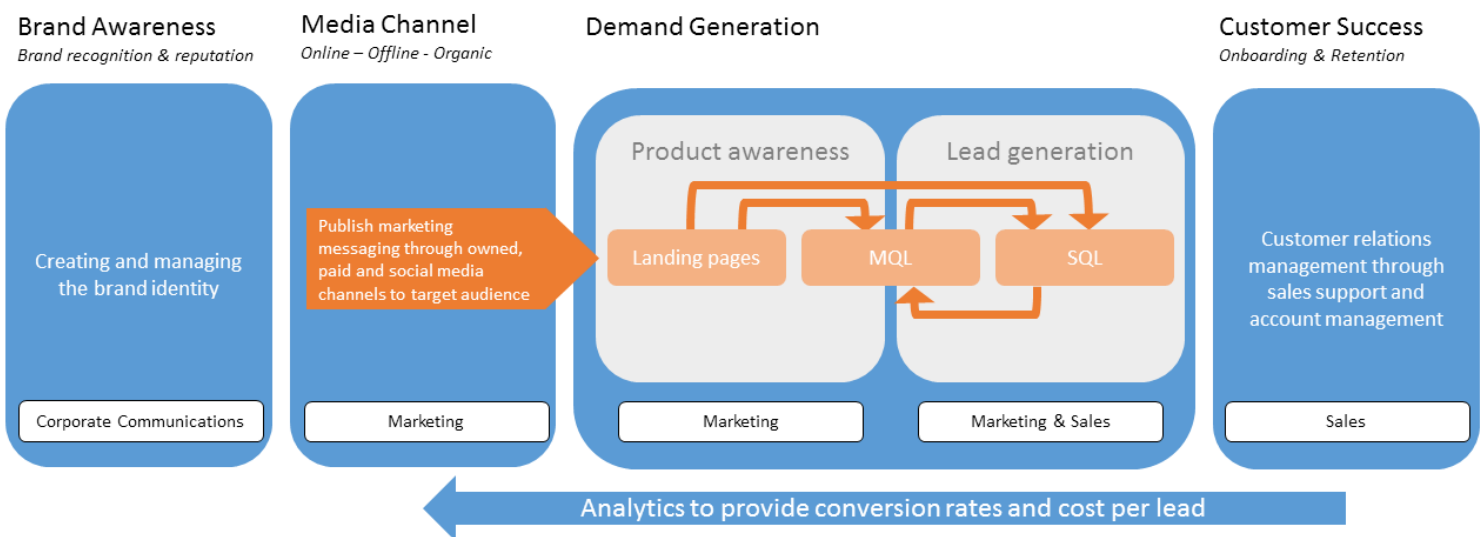 Brand Awareness
Brand recognition & reputation
Creating and managing
the brand identity
Corporate Communications
Media Channel
Online – Offline - Organic
Publish marketing
messaging through owned,
paid and social media
channels to target audience
Marketing
Demand Generation
Product awareness
Landing pages
MQL
Marketing
Lead generation
SQL
Marketing & Sales
Customer Success
Onboarding & Retention
Customer relations
management through
sales support and
account management
Sales
Analytics to provide conversion rates and cost per lead